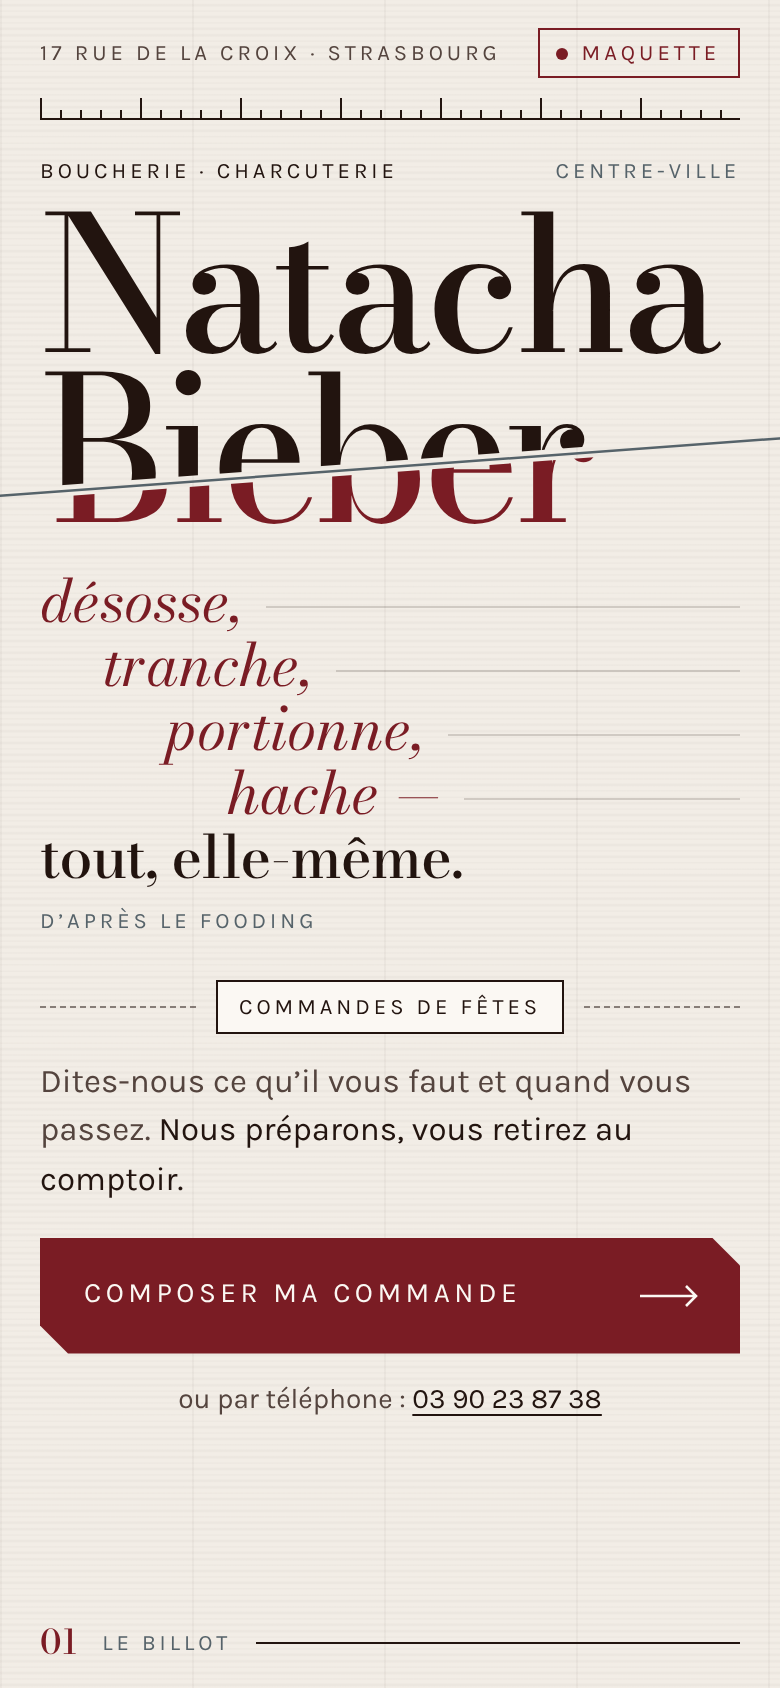 17 RUE DE LA CROIX · STRASBOURG
MAQUETTE
BOUCHERIE · CHARCUTERIE
CENTRE-VILLE
Natacha
Bieber
désosse,
tranche,
portionne,
hache —
tout, elle-même.
D’APRÈS LE FOODING
COMMANDES DE FÊTES
Dites-nous ce qu’il vous faut et quand vous
passez. Nous préparons, vous retirez au
comptoir.
COMPOSER MA COMMANDE
ou par téléphone : 03 90 23 87 38
01 LE BILLOT